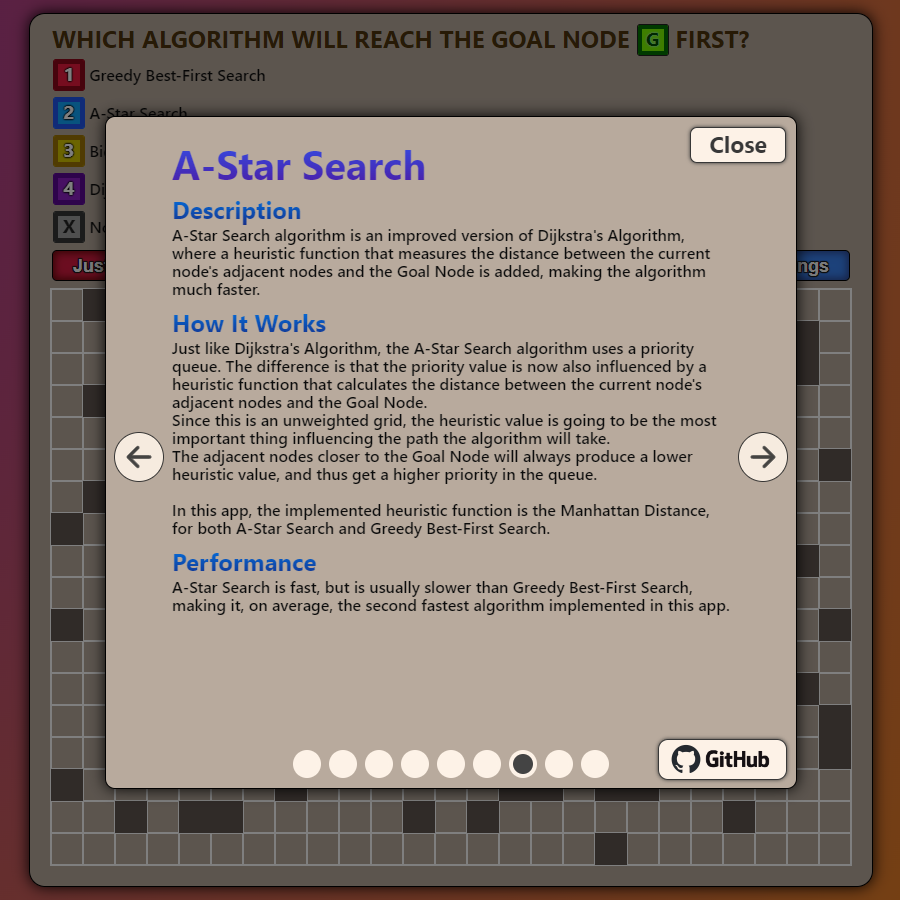 WHICH ALGORITHM WILL REACH THE GOAL NODE G FIRST?
1 Greedy Best-First Search
2 A-Star Search
3
4
X
Close
A-Star Search
Description
A-Star Search algorithm is an improved version of Dijkstra's Algorithm,
where a heuristic function that measures the distance between the current
node's adjacent nodes and the Goal Node is added, making the algorithm
much faster.
How It Works
Just like Dijkstra's Algorithm, the A-Star Search algorithm uses a priority
queue. The difference is that the priority value is now also influenced by a
heuristic function that calculates the distance between the current node's
adjacent nodes and the Goal Node.
Since this is an unweighted grid, the heuristic value is going to be the most
important thing influencing the path the algorithm will take.
The adjacent nodes closer to the Goal Node will always produce a lower
heuristic value, and thus get a higher priority in the queue.
In this app, the implemented heuristic function is the Manhattan Distance,
for both A-Star Search and Greedy Best-First Search.
Performance
A-Star Search is fast, but is usually slower than Greedy Best-First Search,
making it, on average, the second fastest algorithm implemented in this app.
GitHub